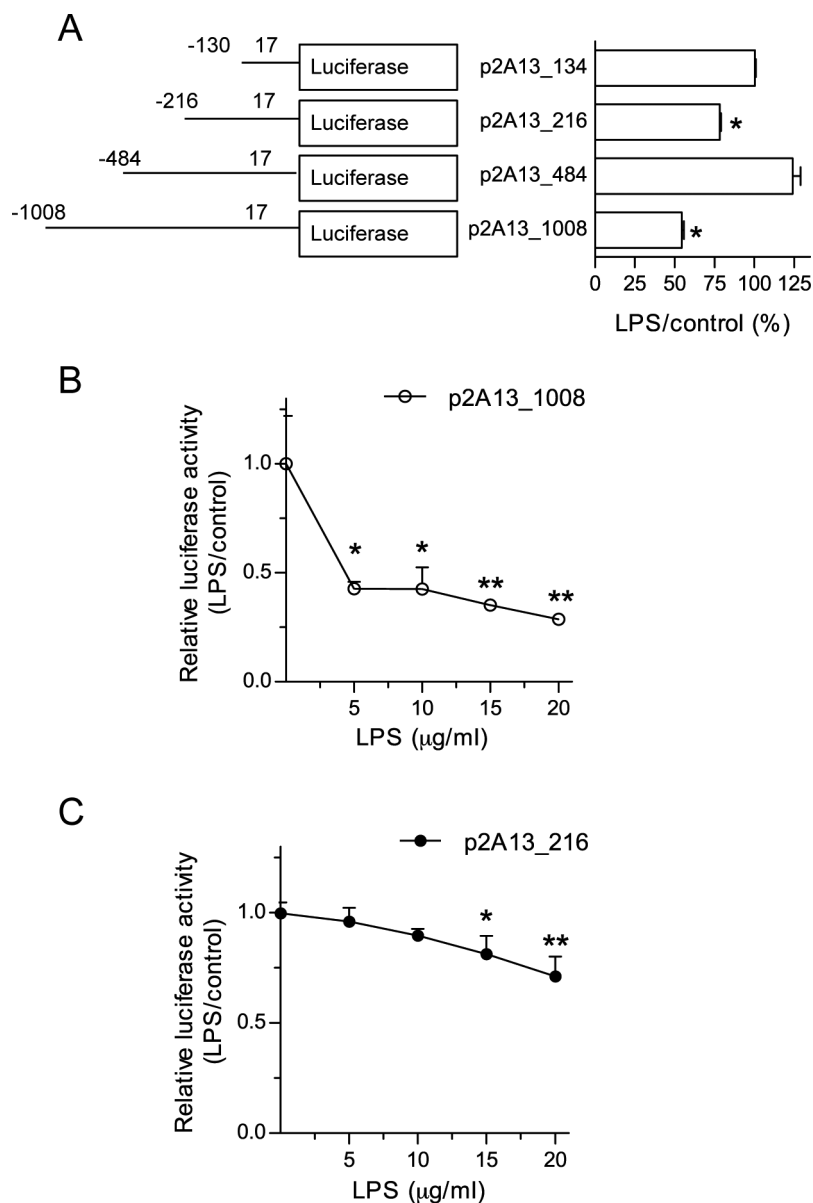 A
-130 17
Luciferase
p2A13_134
-216 17
Luciferase
p2A13_216
*
-484 17
Luciferase
p2A13_484
-1008 17
Luciferase
p2A13_1008
*
0 25 50 75 100 125
LPS/control (%)
B
p2A13_1008
Relative luciferase activity
(LPS/control)
1.0
0.5
0.0
* * ** **
5 10 15 20
LPS (μg/ml)
C
p2A13_216
Relative luciferase activity
(LPS/control)
1.0
0.5
0.0
* **
5 10 15 20
LPS (μg/ml)